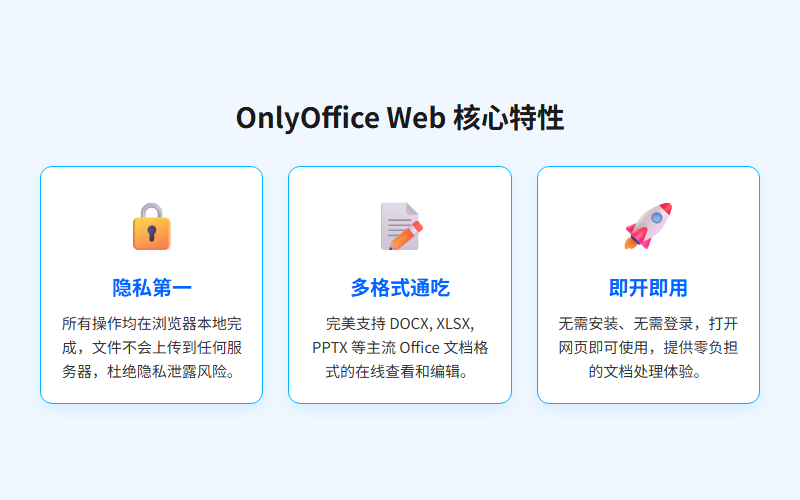 OnlyOffice Web 核心特性
隐私第一
所有操作均在浏览器本地完
成，文件不会上传到任何服
务器，杜绝隐私泄露风险。
多格式通吃
完美支持 DOCX, XLSX,
PPTX 等主流 Office 文档格
式的在线查看和编辑。
即开即用
无需安装、无需登录，打开
网页即可使用，提供零负担
的文档处理体验。